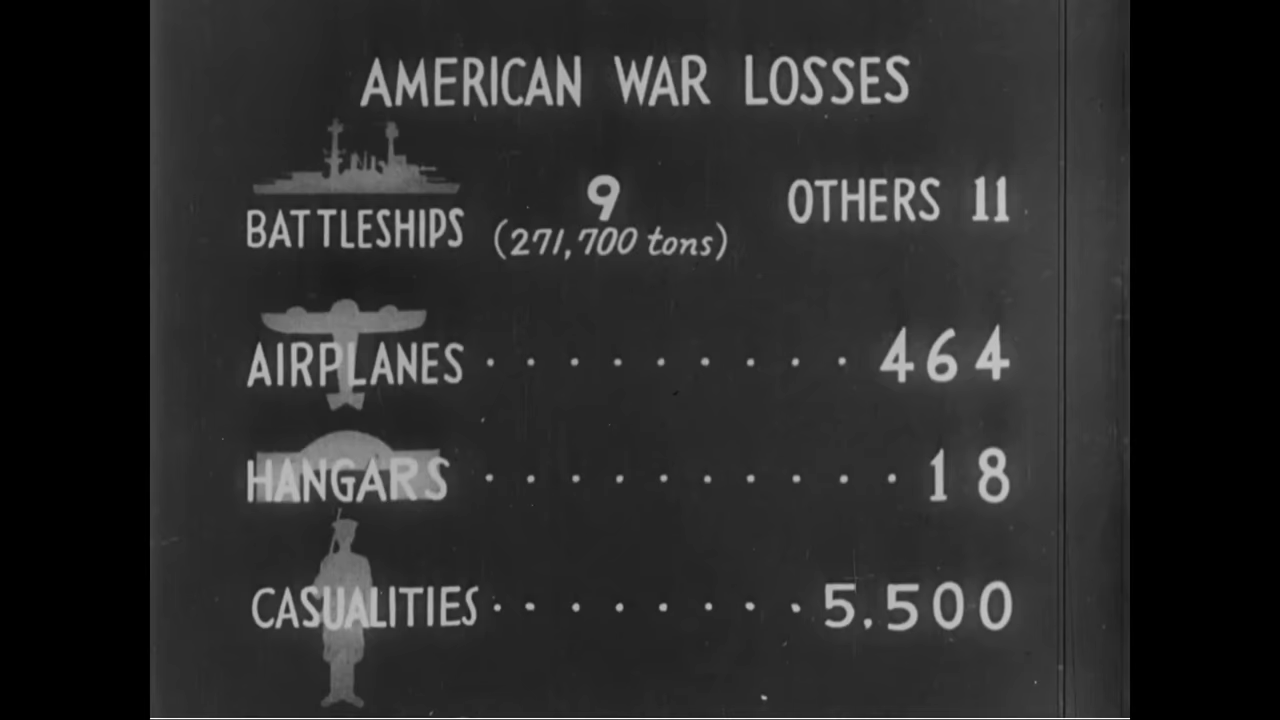 AMERICAN WAR LOSSES
BATTLESHIPS 9 OTHERS 11
(271,700 tons)
AIRPLANES . . . . . . . . . 464
HANGARS . . . . . . . . . . 18
CASUALITIES . . . . . . . . 5.500